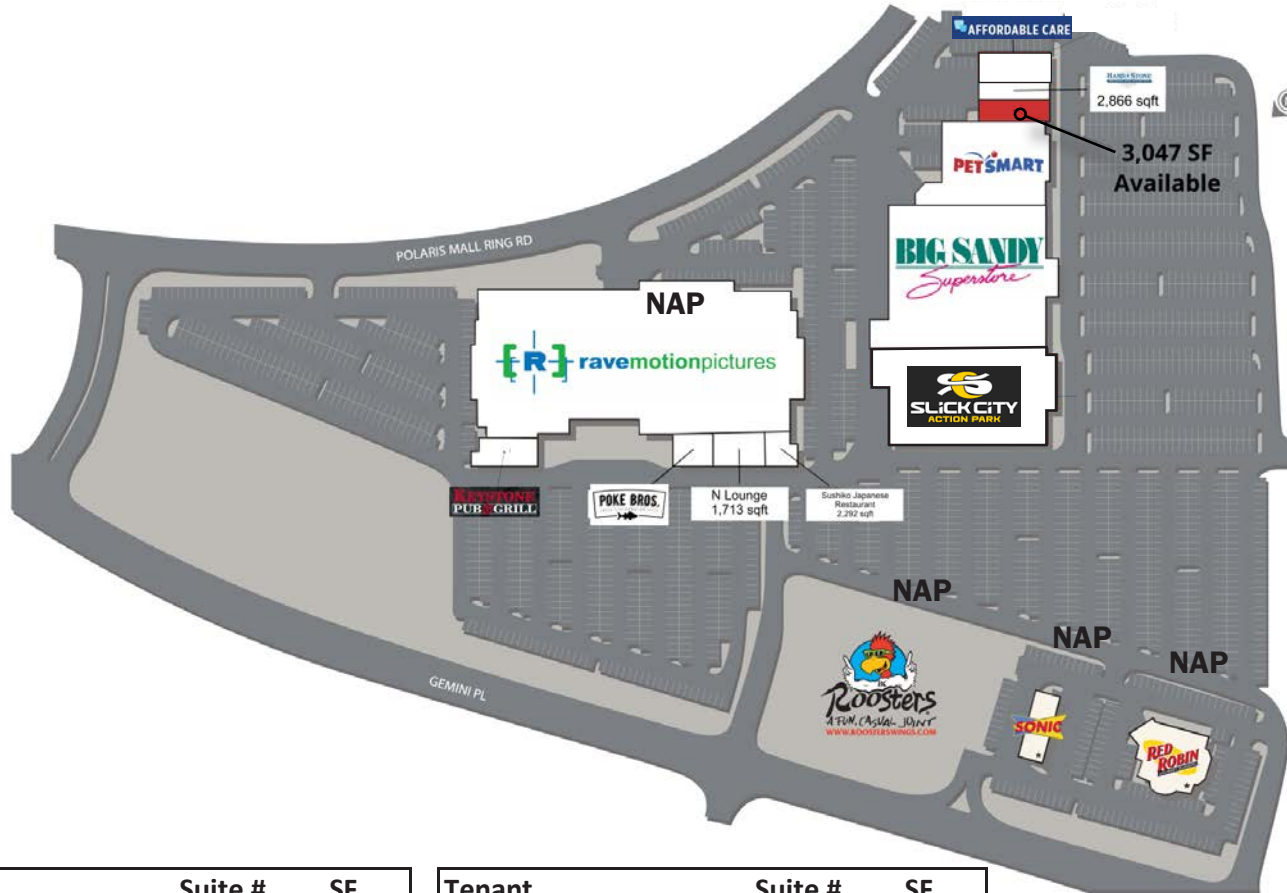 AFFORDABLE CARE
HAND & STONE
2,866 sqft
3,047 SF
Available
PETSMART
POLARIS MALL RING RD
BIG SANDY
Superstore
NAP
[R] ravemotionpictures
SLICK CITY
ACTION PARK
KEYSTONE
PUB & GRILL
POKE BROS.
N Lounge
1,713 sqft
Sushiko Japanese
Restaurant
2,292 sqft
NAP
NAP
NAP
GEMINI PL
Roosters
A FUN, CASUAL JOINT
WWW.ROOSTERSWINGS.COM
SONIC
RED
ROBIN
Suite # SF
Tenant Suite # SF